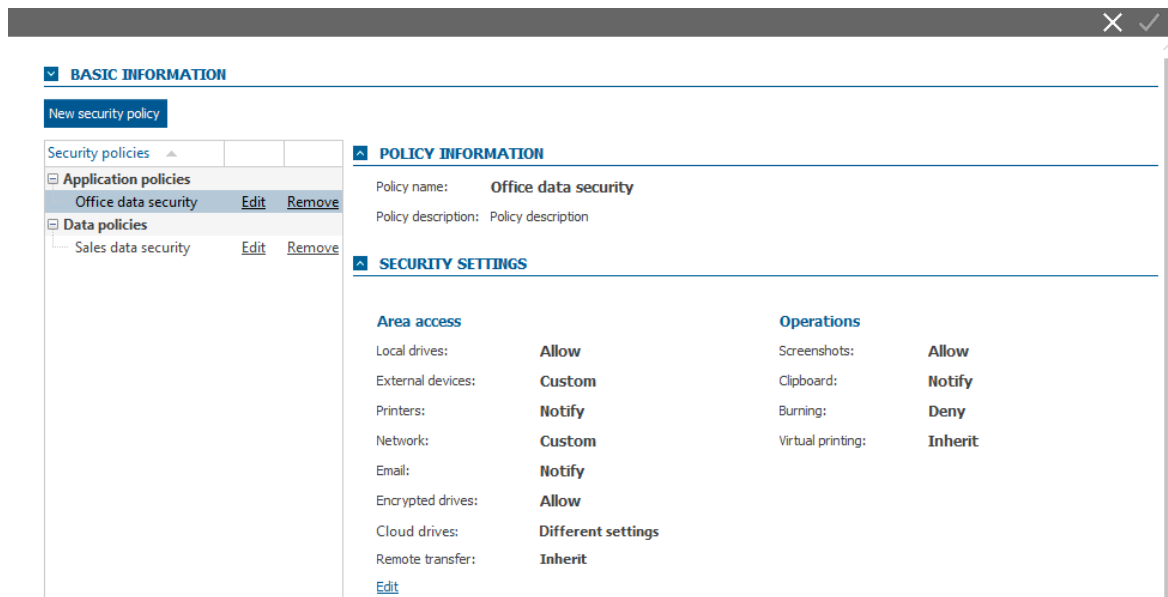 BASIC INFORMATION
New security policy
Security policies
Application policies
Office data security Edit Remove
Data policies
Sales data security Edit Remove
POLICY INFORMATION
Policy name: Office data security
Policy description: Policy description
SECURITY SETTINGS
Area access
Local drives: Allow
External devices: Custom
Printers: Notify
Network: Custom
Email: Notify
Encrypted drives: Allow
Cloud drives: Different settings
Remote transfer: Inherit
Edit
Operations
Screenshots: Allow
Clipboard: Notify
Burning: Deny
Virtual printing: Inherit